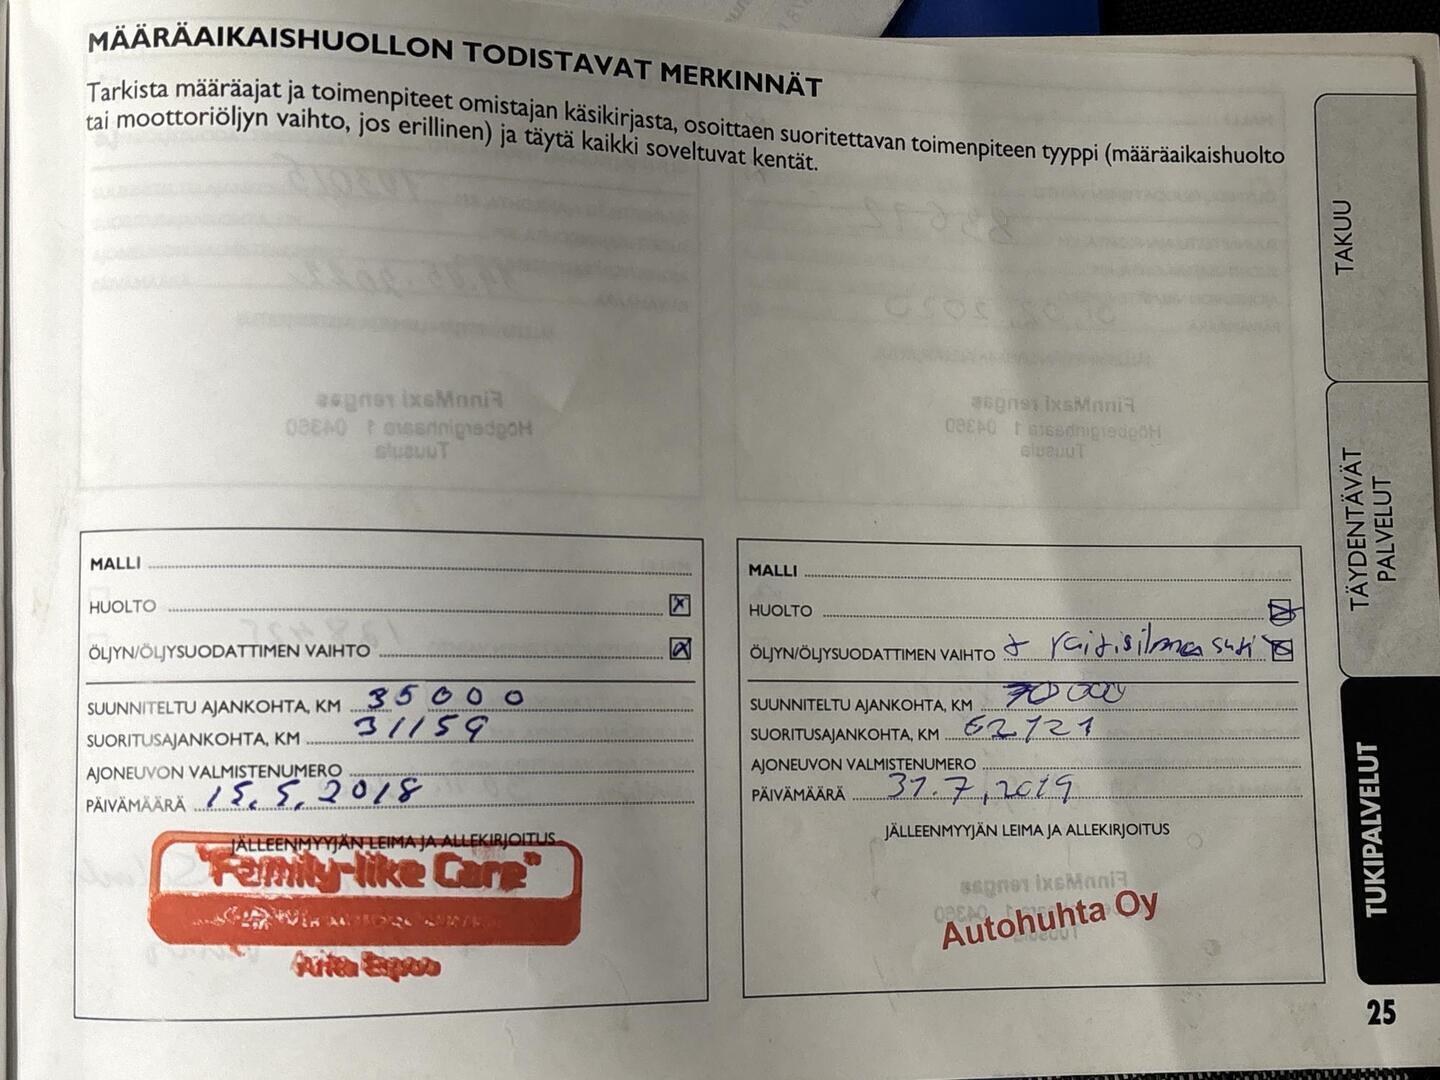 MÄÄRÄAIKAISHUOLLON TODISTAVAT MERKINNÄT
Tarkista määräajat ja toimenpiteet omistajan käsikirjasta, osoittaen suoritettavan toimenpiteen tyyppi (määräaikaishuolto
tai moottoriöljyn vaihto, jos erillinen) ja täytä kaikki soveltuvat kentät.
MALLI
HUOLTO
ÖLJYN/ÖLJYSUODATTIMEN VAIHTO
SUUNNITELTU AJANKOHTA, KM 35000
SUORITUSAJANKOHTA, KM 31159
AJONEUVON VALMISTENUMERO
PÄIVÄMÄÄRÄ 15.5.2018
JÄLLEENMYYJÄN LEIMA JA ALLEKIRJOITUS
"Family-like Care"
MALLI
HUOLTO
ÖLJYN/ÖLJYSUODATTIMEN VAIHTO + raitisilmasuti
SUUNNITELTU AJANKOHTA, KM 70000
SUORITUSAJANKOHTA, KM 62721
AJONEUVON VALMISTENUMERO
PÄIVÄMÄÄRÄ 31.7.2019
JÄLLEENMYYJÄN LEIMA JA ALLEKIRJOITUS
Autohuhta Oy
TAKUU
TÄYDENTÄVÄT
PALVELUT
TUKIPALVELUT
25